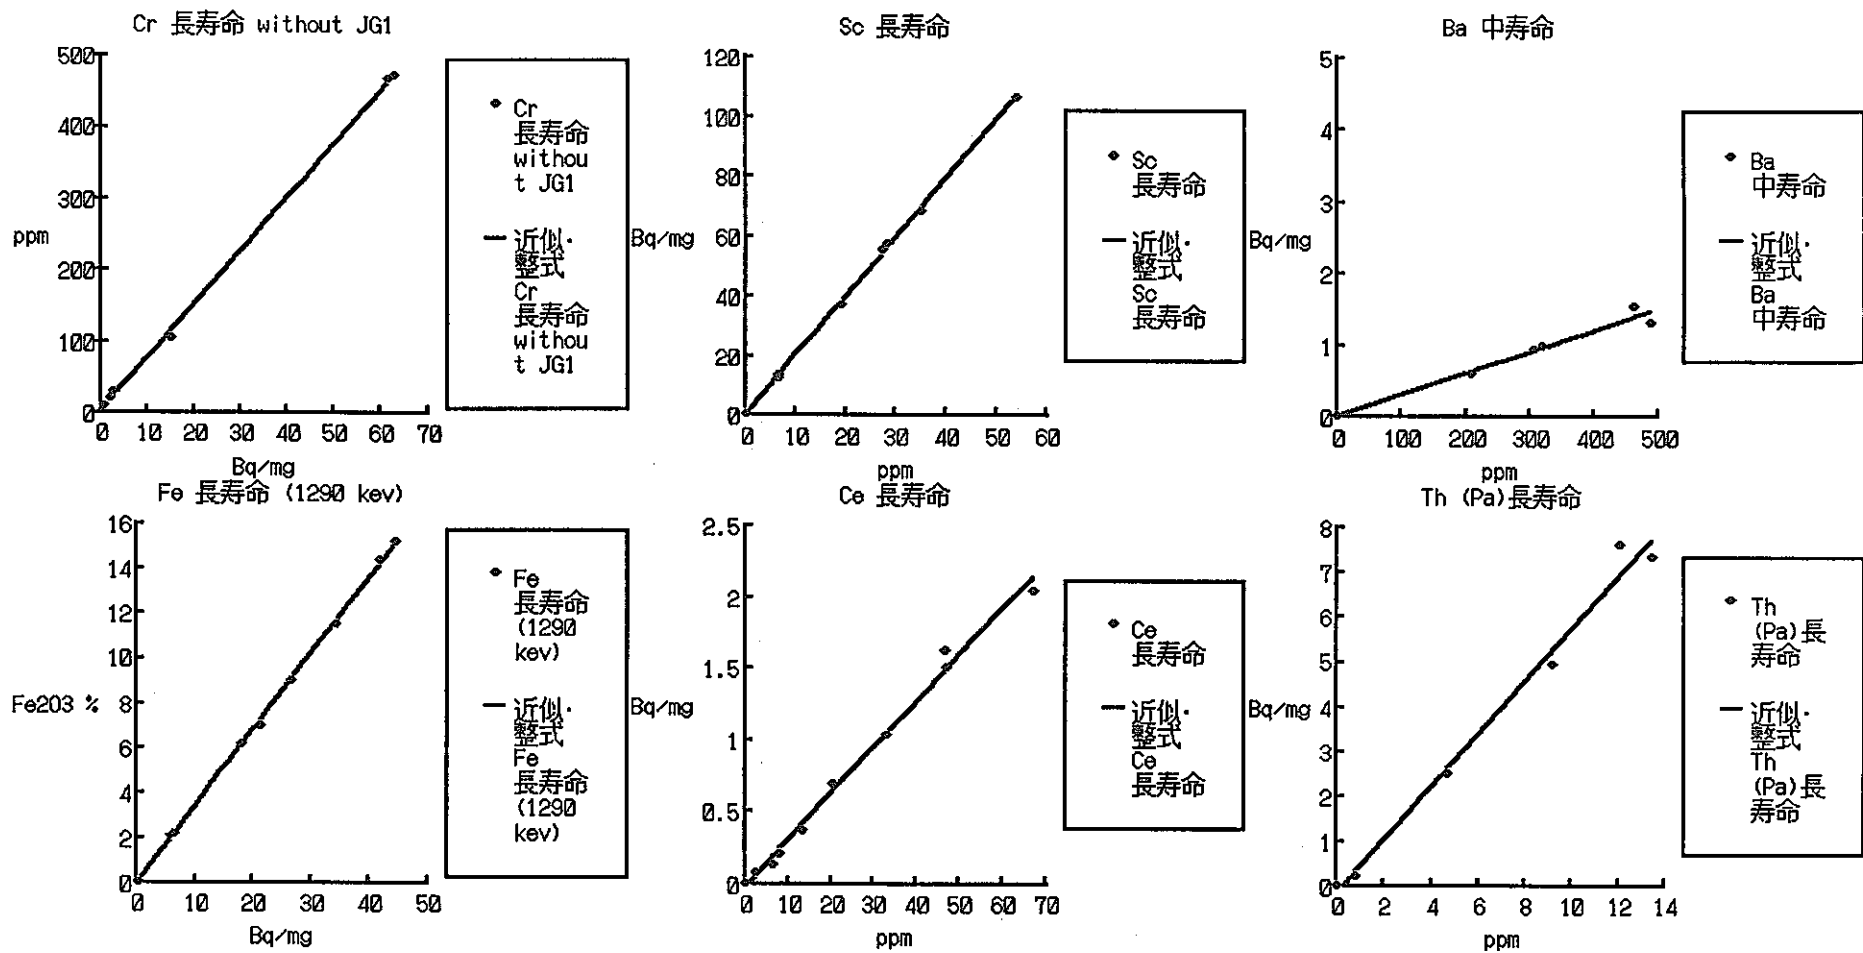 Cr 長寿命 without JG1
500
400
300
200
100
0
ppm
0 10 20 30 40 50 60 70
Bq/mg
Cr
長寿命
withou
t JG1
近似・
整式
Cr
長寿命
withou
t JG1
Sc 長寿命
120
100
80
60
40
20
0
Bq/mg
0 10 20 30 40 50 60
ppm
Sc
長寿命
近似・
整式
Sc
長寿命
Ba 中寿命
5
4
3
2
1
0
Bq/mg
0 100 200 300 400 500
ppm
Ba
中寿命
近似・
整式
Ba
中寿命
Fe 長寿命 (1290 kev)
16
14
12
10
8
6
4
2
0
Fe2O3 %
0 10 20 30 40 50
Bq/mg
Fe
長寿命
(1290
kev)
近似・
整式
Fe
長寿命
(1290
kev)
Ce 長寿命
2.5
2
1.5
1
0.5
0
Bq/mg
0 10 20 30 40 50 60 70
ppm
Ce
長寿命
近似・
整式
Ce
長寿命
Th (Pa)長寿命
8
7
6
5
4
3
2
1
0
Bq/mg
0 2 4 6 8 10 12 14
ppm
Th
(Pa)長
寿命
近似・
整式
Th
(Pa)長
寿命